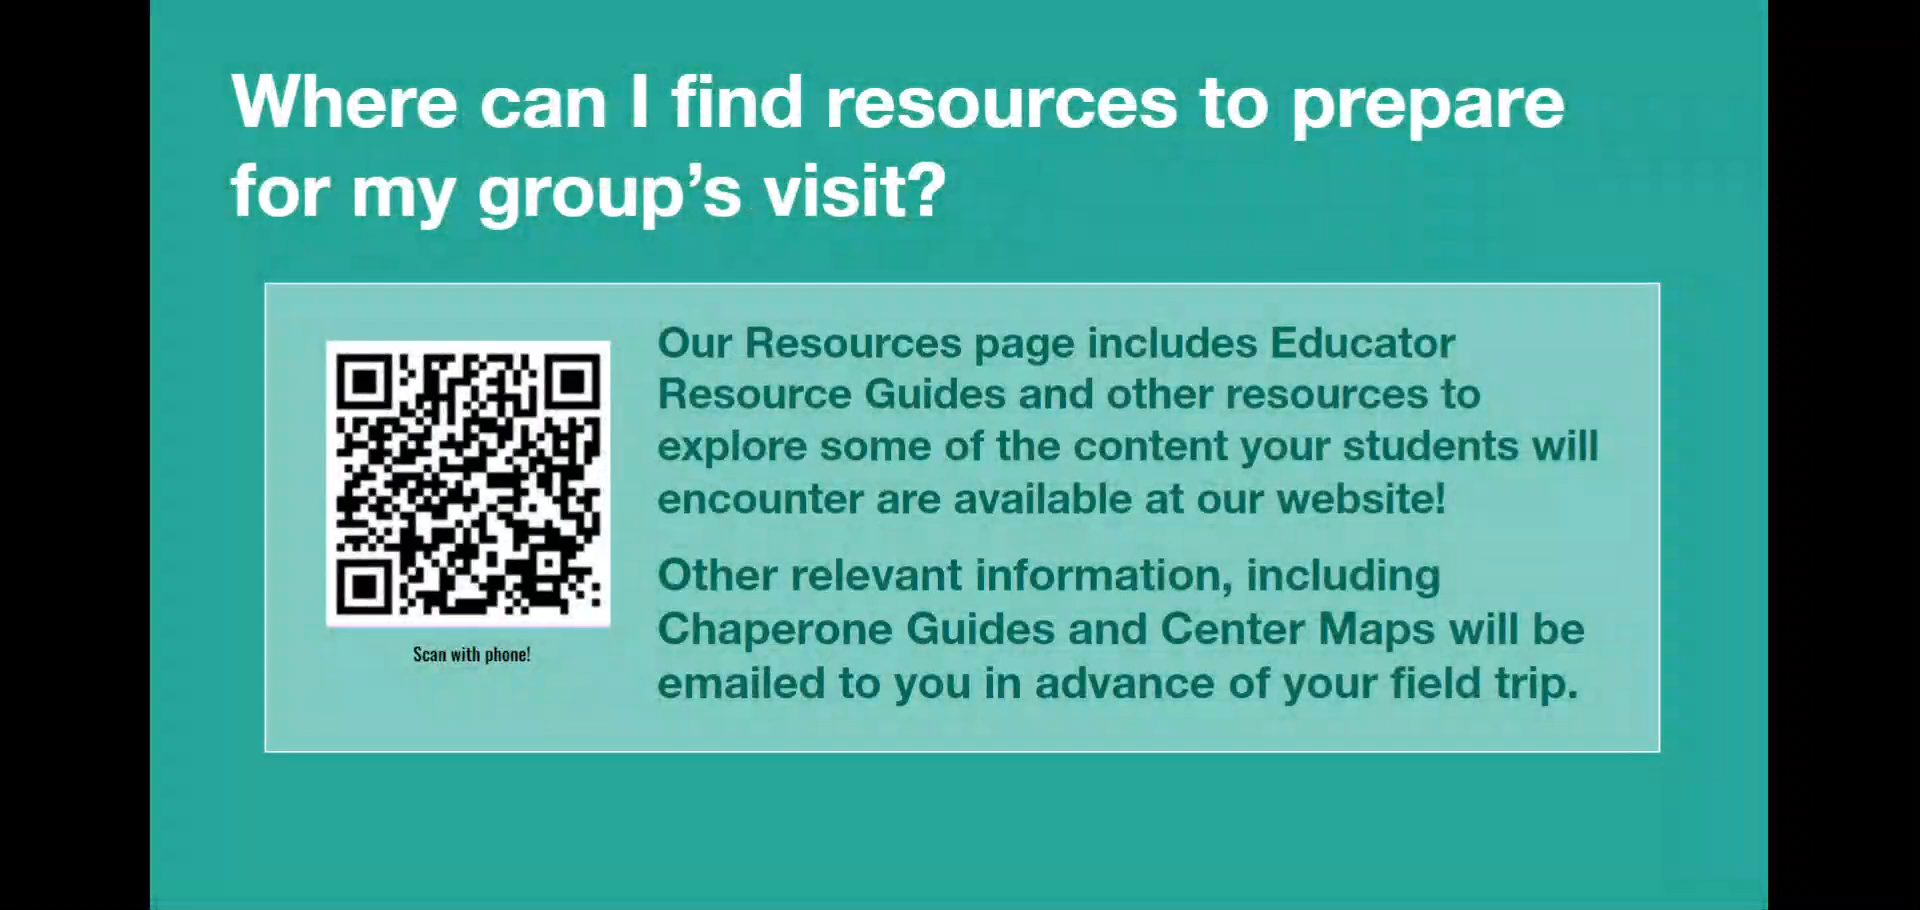 Where can I find resources to prepare
for my group’s visit?
Our Resources page includes Educator
Resource Guides and other resources to
explore some of the content your students will
encounter are available at our website!
Other relevant information, including
Chaperone Guides and Center Maps will be
emailed to you in advance of your field trip.
Scan with phone!